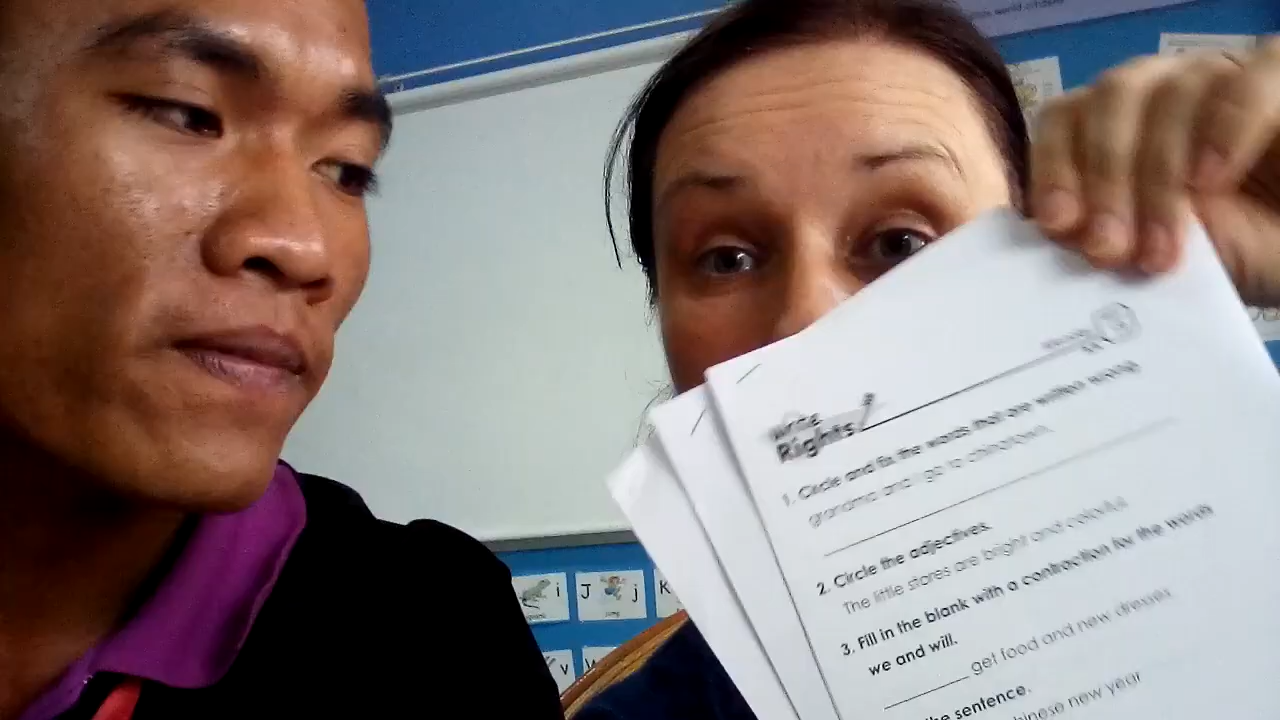 Write
Rights
1. Circle and fix the words that are written wrong.
grandma and i go to chinatown.
2. Circle the adjectives.
The little stores are bright and colorful.
3. Fill in the blank with a contraction for the words
we and will.
get food and new dresses.
the sentence.
chinese new year
i
J j
K
v
w